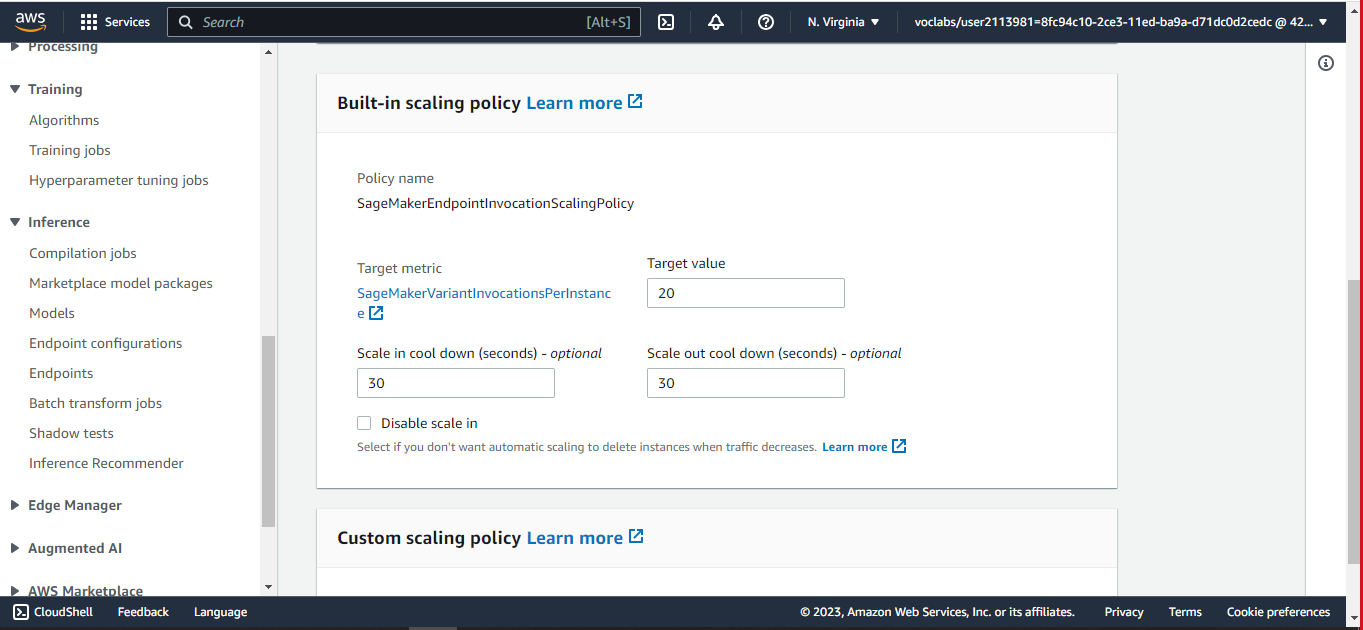 aws
Services
Search
[Alt+S]
N. Virginia
voclabs/user2113981=8fc94c10-2ce3-11ed-ba9a-d71dc0d2cedc @ 42...
Processing
Training
Algorithms
Training jobs
Hyperparameter tuning jobs
Inference
Compilation jobs
Marketplace model packages
Models
Endpoint configurations
Endpoints
Batch transform jobs
Shadow tests
Inference Recommender
Edge Manager
Augmented AI
AWS Marketplace
Built-in scaling policy Learn more
Policy name
SageMakerEndpointInvocationScalingPolicy
Target metric
SageMakerVariantInvocationsPerInstanc
e
Target value
20
Scale in cool down (seconds) - optional
30
Scale out cool down (seconds) - optional
30
Disable scale in
Select if you don't want automatic scaling to delete instances when traffic decreases. Learn more
Custom scaling policy Learn more
CloudShell
Feedback
Language
© 2023, Amazon Web Services, Inc. or its affiliates.
Privacy
Terms
Cookie preferences